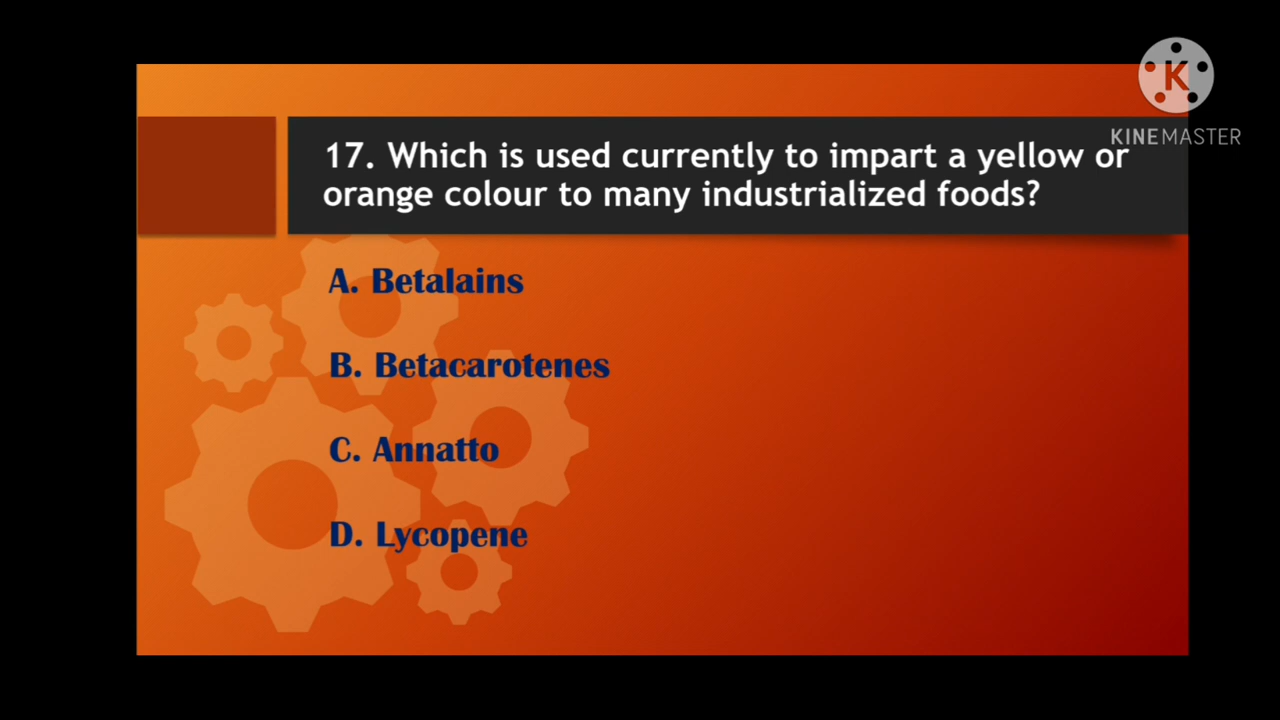 K
KINEMASTER
17. Which is used currently to impart a yellow or
orange colour to many industrialized foods?
A. Betalains
B. Betacarotenes
C. Annatto
D. Lycopene